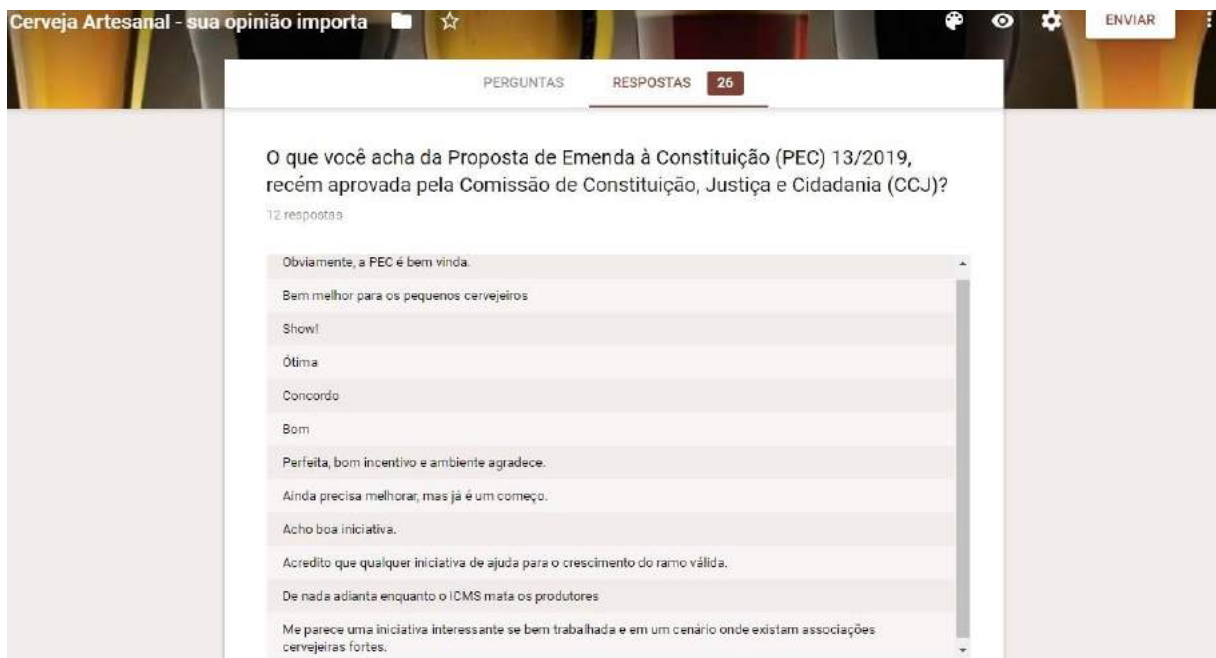 Cerveja Artesanal - sua opinião importa
ENVIAR
PERGUNTAS RESPOSTAS 26
O que você acha da Proposta de Emenda à Constituição (PEC) 13/2019,
recém aprovada pela Comissão de Constituição, Justiça e Cidadania (CCJ)?
12 respostas
Obviamente, a PEC é bem vinda.
Bem melhor para os pequenos cervejeiros
Show!
Ótima
Concordo
Bom
Perfeita, bom incentivo e ambiente agradece.
Ainda precisa melhorar, mas já é um começo.
Acho boa iniciativa.
Acredito que qualquer iniciativa de ajuda para o crescimento do ramo válida.
De nada adianta enquanto o ICMS mata os produtores
Me parece uma iniciativa interessante se bem trabalhada e em um cenário onde existam associações
cervejeiras fortes.